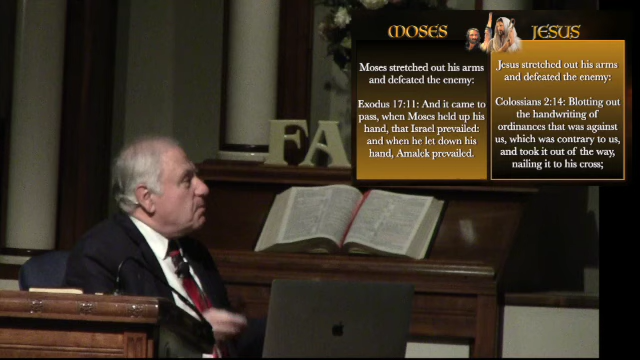 MOSES
Moses stretched out his arms
and defeated the enemy:
Exodus 17:11: And it came to
pass, when Moses held up his
hand, that Israel prevailed:
and when he let down his
hand, Amalek prevailed.
JESUS
Jesus stretched out his arms
and defeated the enemy:
Colossians 2:14: Blotting out
the handwriting of
ordinances that was against
us, which was contrary to us,
and took it out of the way,
nailing it to his cross;
FA